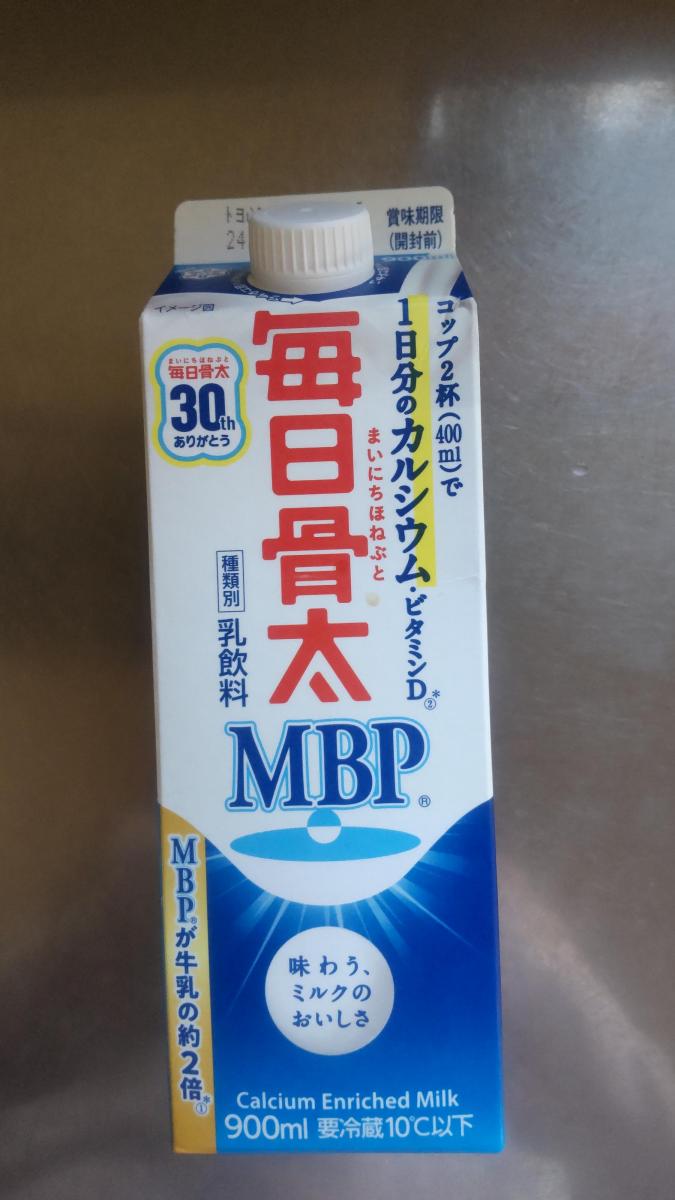 賞味期限
(開封前)
24
900ml
イメージ図
まいにちほねぶと
毎日骨太
30th
ありがとう
コップ2杯(400ml)で
1日分のカルシウム・ビタミンD*②
毎日骨太
まいにちほねぶと
種類別
乳飲料
MBP®
MBP®が牛乳の約2倍*①
味わう、
ミルクの
おいしさ
Calcium Enriched Milk
900ml 要冷蔵10℃以下